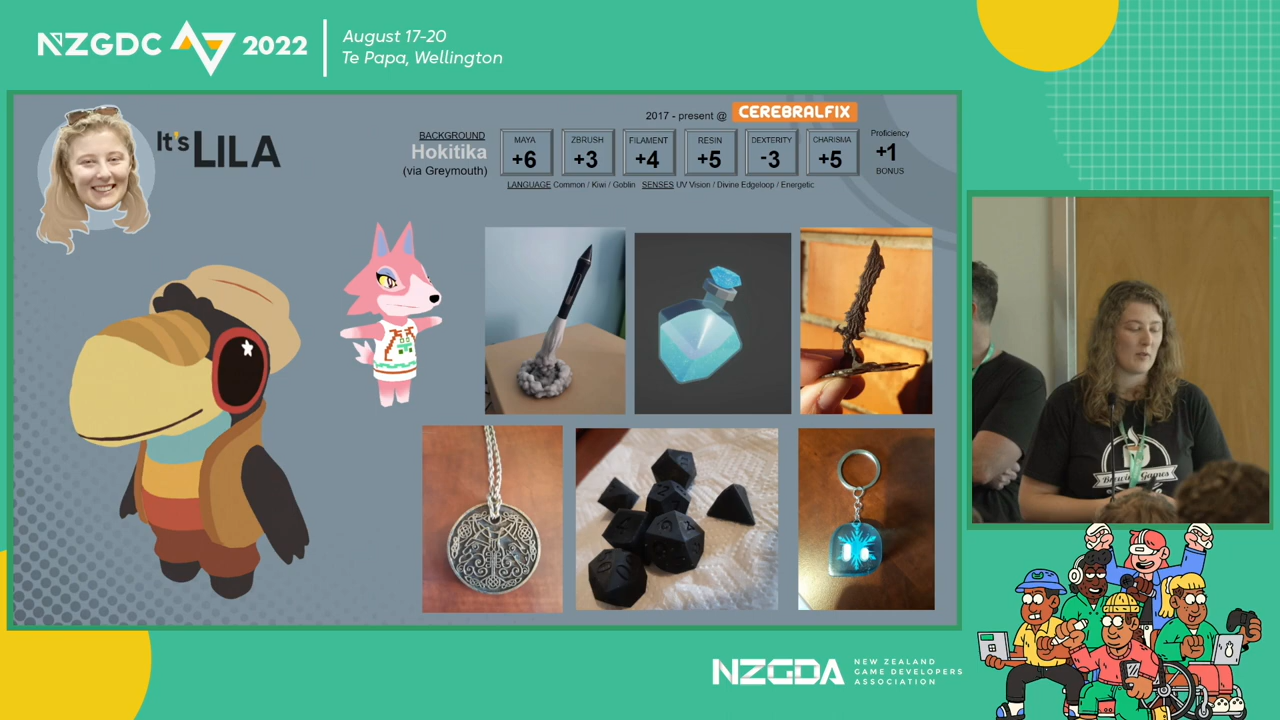 NZGDC 2022
August 17-20
Te Papa, Wellington
It's LILA
2017 - present @ CEREBRALFIX
BACKGROUND
Hokitika
(via Greymouth)
MAYA
+6
ZBRUSH
+3
FILAMENT
+4
RESIN
+5
DEXTERITY
-3
CHARISMA
+5
Proficiency
+1
BONUS
LANGUAGE Common / Kiwi / Goblin SENSES UV Vision / Divine Edgeloop / Energetic
Brewing Games
NZGDA
NEW ZEALAND
GAME DEVELOPERS
ASSOCIATION